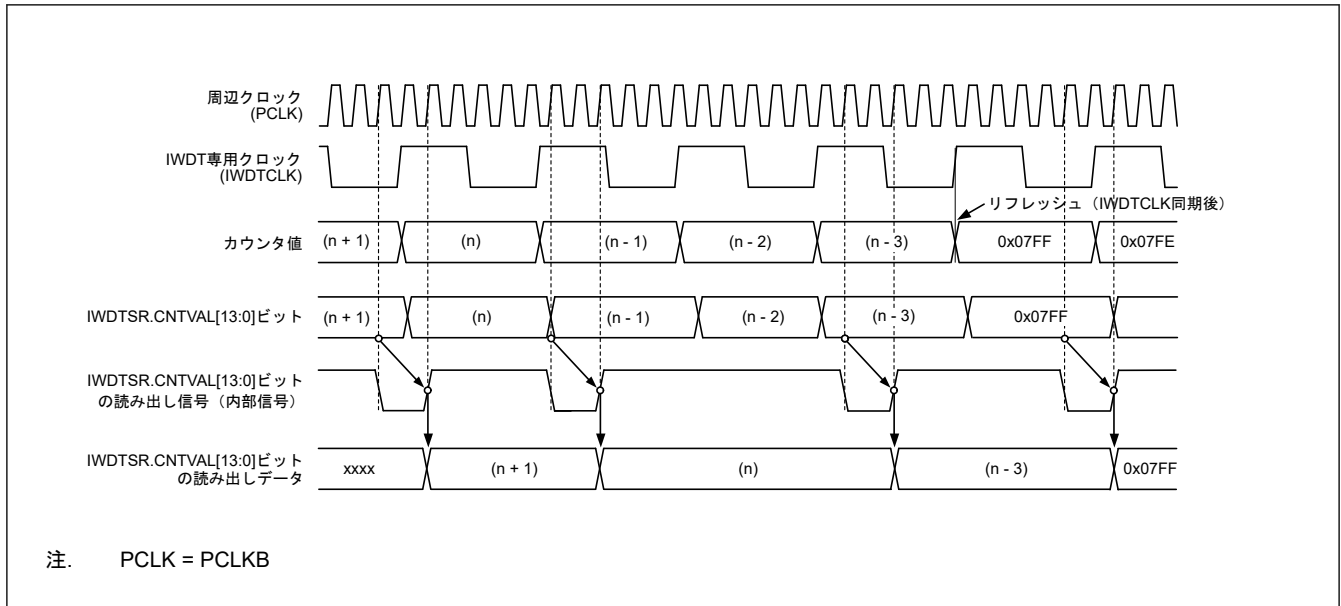 周辺クロック
(PCLK)
IWDT専用クロック
(IWDTCLK)
リフレッシュ（IWDTCLK同期後）
カウンタ値 (n + 1) (n) (n - 1) (n - 2) (n - 3) 0x07FF 0x07FE
IWDTSR.CNTVAL[13:0]ビット (n + 1) (n) (n - 1) (n - 2) (n - 3) 0x07FF
IWDTSR.CNTVAL[13:0]ビット
の読み出し信号（内部信号）
IWDTSR.CNTVAL[13:0]ビット
の読み出しデータ xxxx (n + 1) (n) (n - 3) 0x07FF
注. PCLK = PCLKB